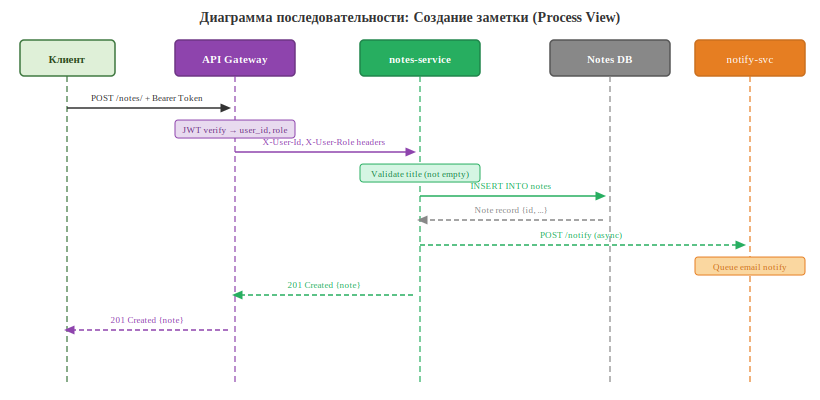 Диаграмма последовательности: Создание заметки (Process View)
Клиент
API Gateway
notes-service
Notes DB
notify-svc
POST /notes/ + Bearer Token
JWT verify → user_id, role
X-User-Id, X-User-Role headers
Validate title (not empty)
INSERT INTO notes
Note record {id, ...}
POST /notify (async)
Queue email notify
201 Created {note}
201 Created {note}